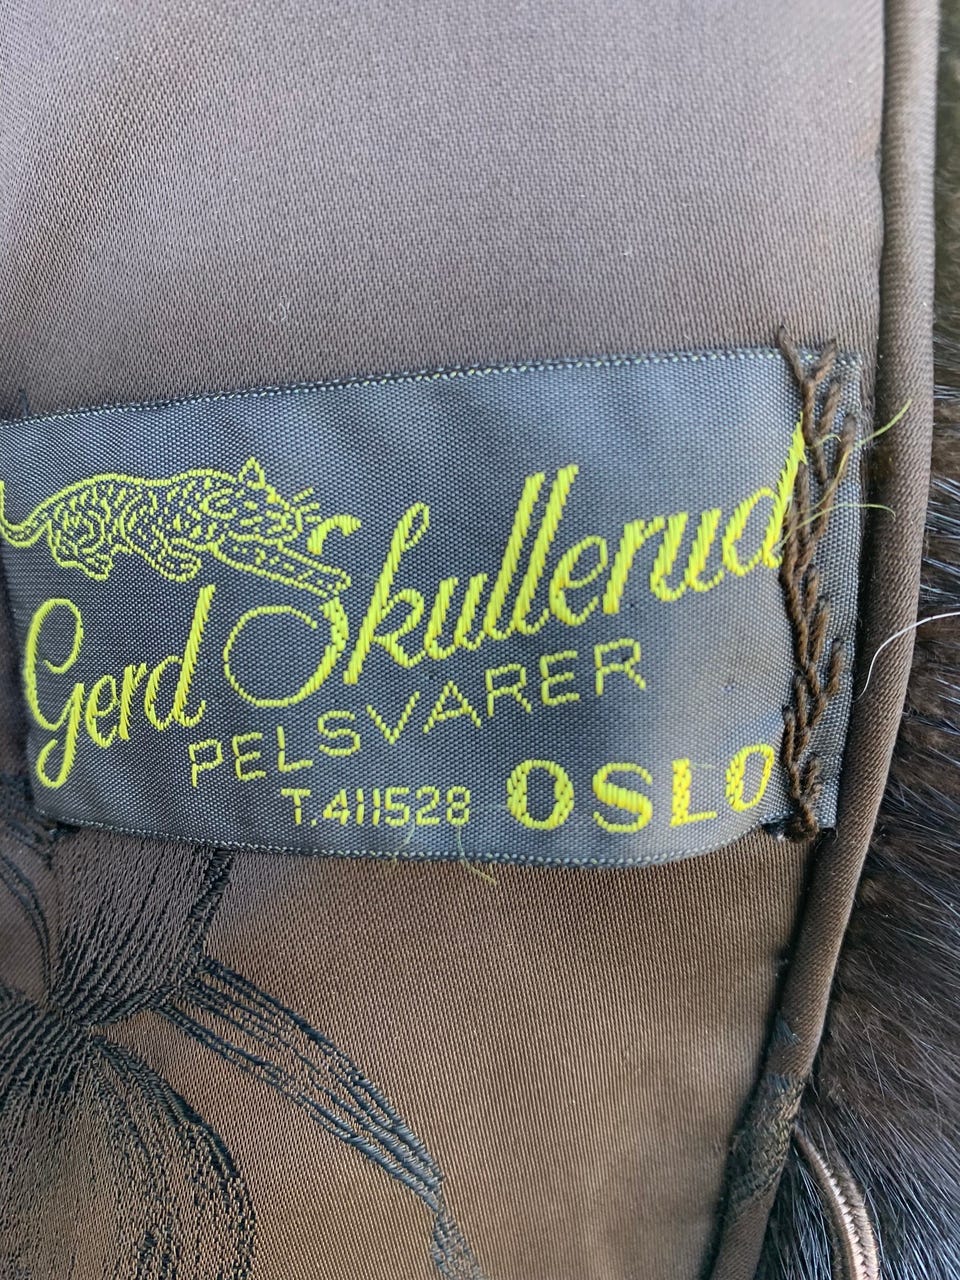 Gerd Skullerud
PELSVARER
T.411528 OSLO